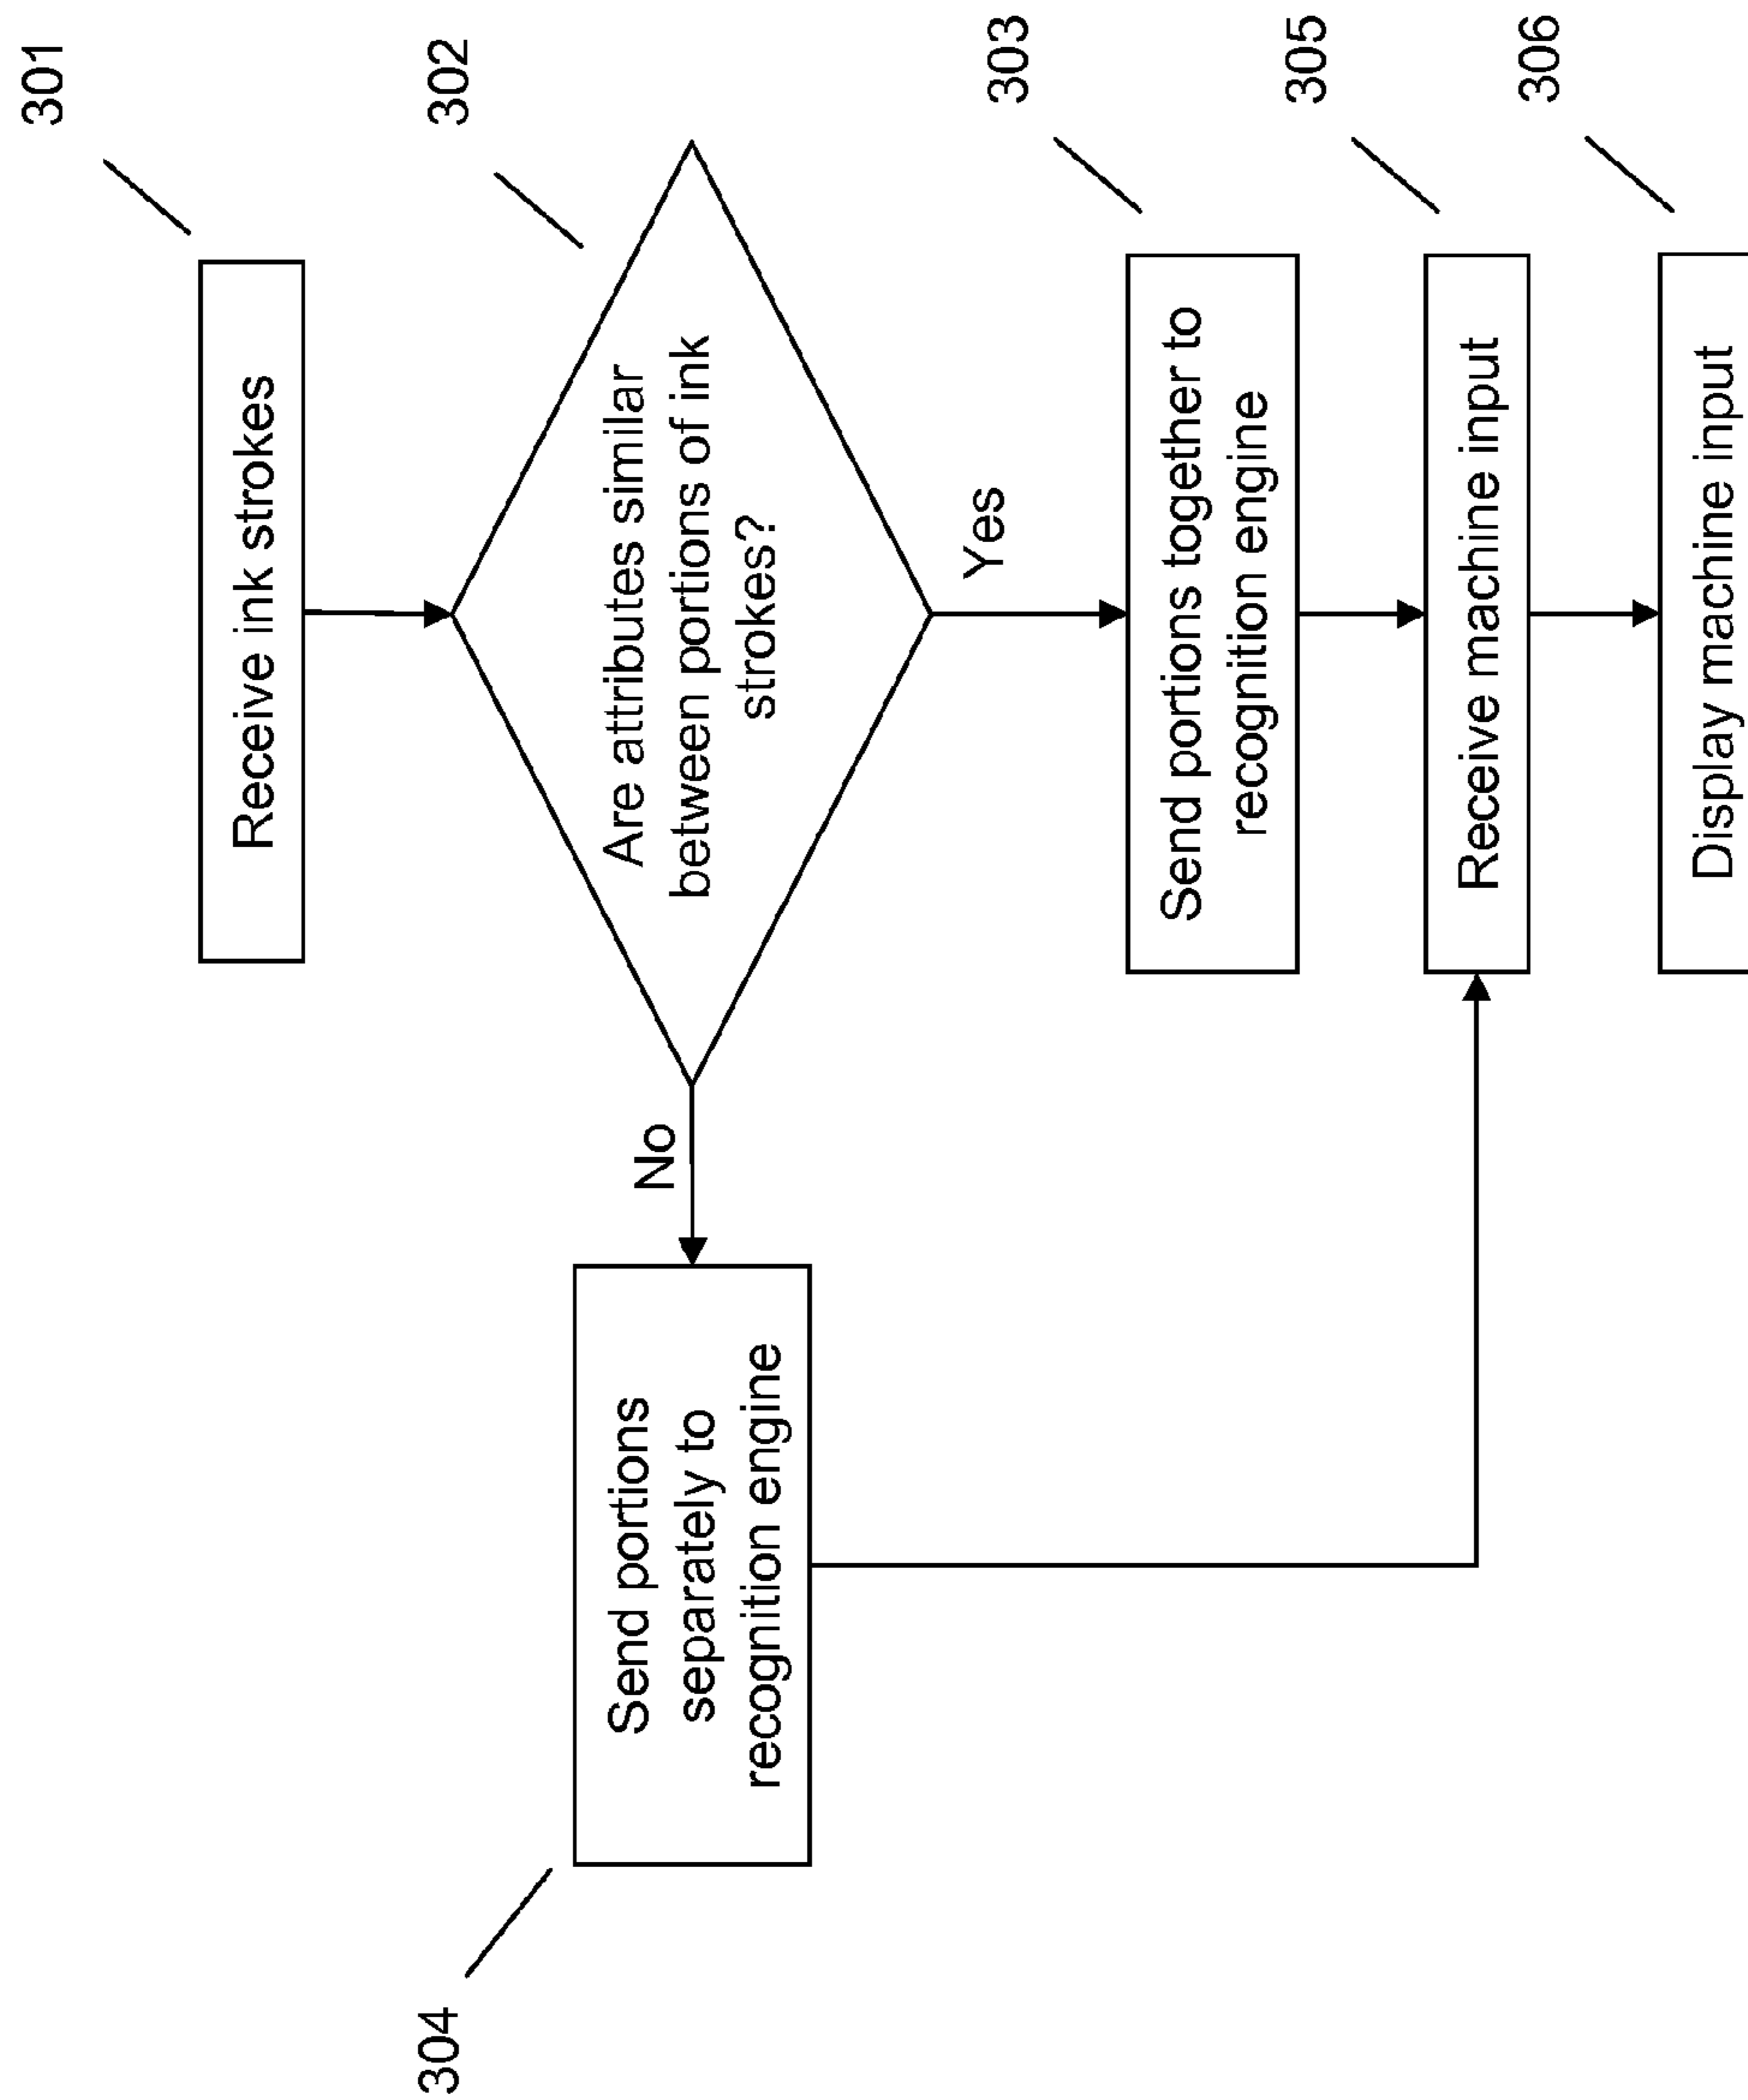 301
Receive ink strokes
302
Are attributes similar
between portions of ink
strokes?
No
Yes
304
Send portions
separately to
recognition engine
303
Send portions together to
recognition engine
305
Receive machine input
306
Display machine input